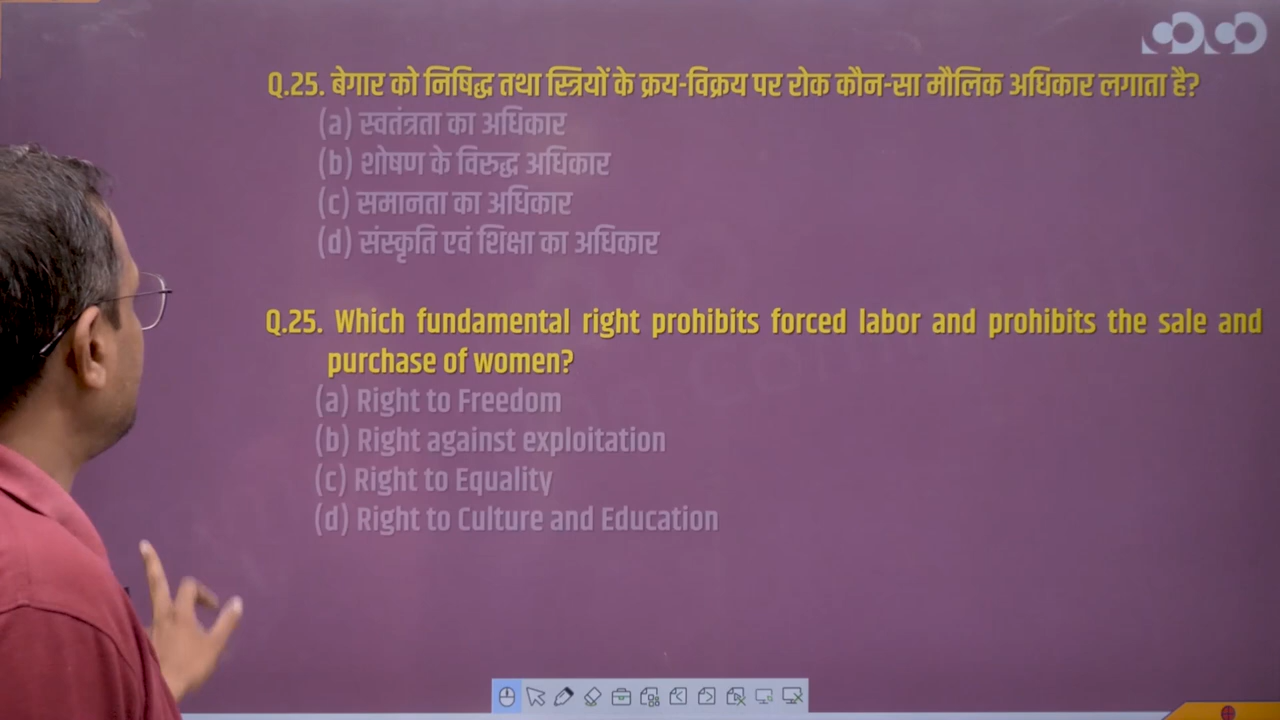 Q.25. बेगार को निषिद्ध तथा स्त्रियों के क्रय-विक्रय पर रोक कौन-सा मौलिक अधिकार लगाता है?
(a) स्वतंत्रता का अधिकार
(b) शोषण के विरुद्ध अधिकार
(c) समानता का अधिकार
(d) संस्कृति एवं शिक्षा का अधिकार
Q.25. Which fundamental right prohibits forced labor and prohibits the sale and
purchase of women?
(a) Right to Freedom
(b) Right against exploitation
(c) Right to Equality
(d) Right to Culture and Education